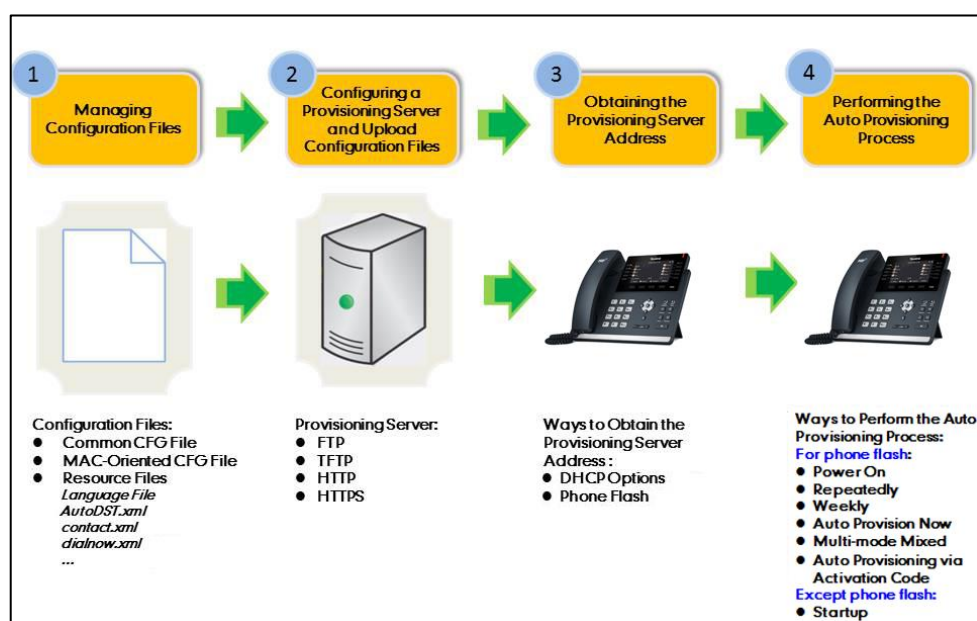 1
Managing
Configuration Files
2
Configuring a
Provisioning Server
and Upload
Configuration Files
3
Obtaining the
Provisioning Server
Address
4
Performing the
Auto Provisioning
Process
Configuration Files:
● Common CFG File
● MAC-Oriented CFG File
● Resource Files
Language File
AutoDST.xml
contact.xml
dialnow.xml
...
Provisioning Server:
● FTP
● TFTP
● HTTP
● HTTPS
Ways to Obtain the
Provisioning Server
Address :
● DHCP Options
● Phone Flash
Ways to Perform the Auto
Provisioning Process:
For phone flash:
● Power On
● Repeatedly
● Weekly
● Auto Provision Now
● Multi-mode Mixed
● Auto Provisioning via
Activation Code
Except phone flash:
● Startup